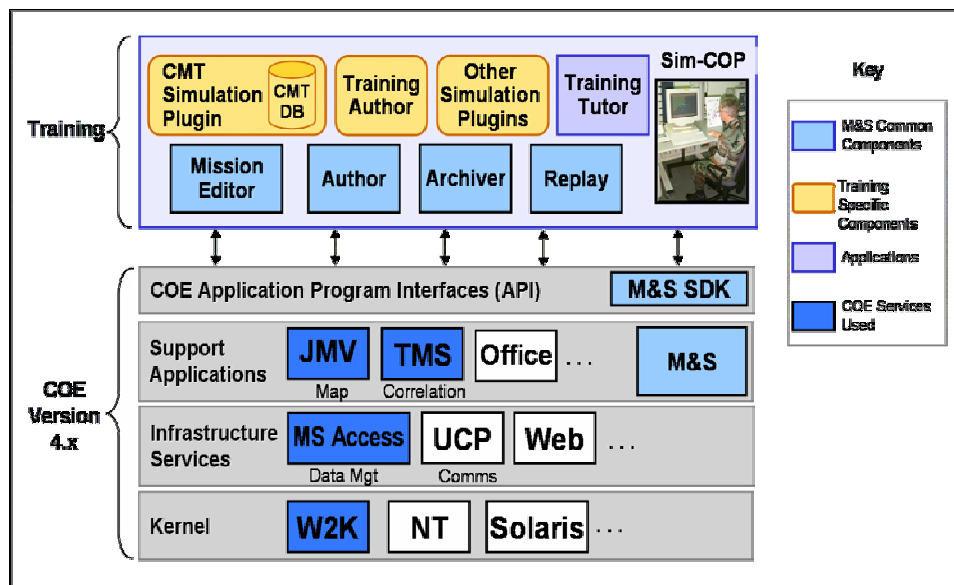 Training
CMT
Simulation
Plugin
CMT
DB
Training
Author
Other
Simulation
Plugins
Training
Tutor
Sim-COP
Mission
Editor
Author
Archiver
Replay
Key
M&S Common
Components
Training
Specific
Components
Applications
COE Services
Used
COE
Version
4.x
COE Application Program Interfaces (API)
M&S SDK
Support
Applications
JMV
Map
TMS
Correlation
Office
...
M&S
Infrastructure
Services
MS Access
Data Mgt
UCP
Comms
Web
...
Kernel
W2K
NT
Solaris
...